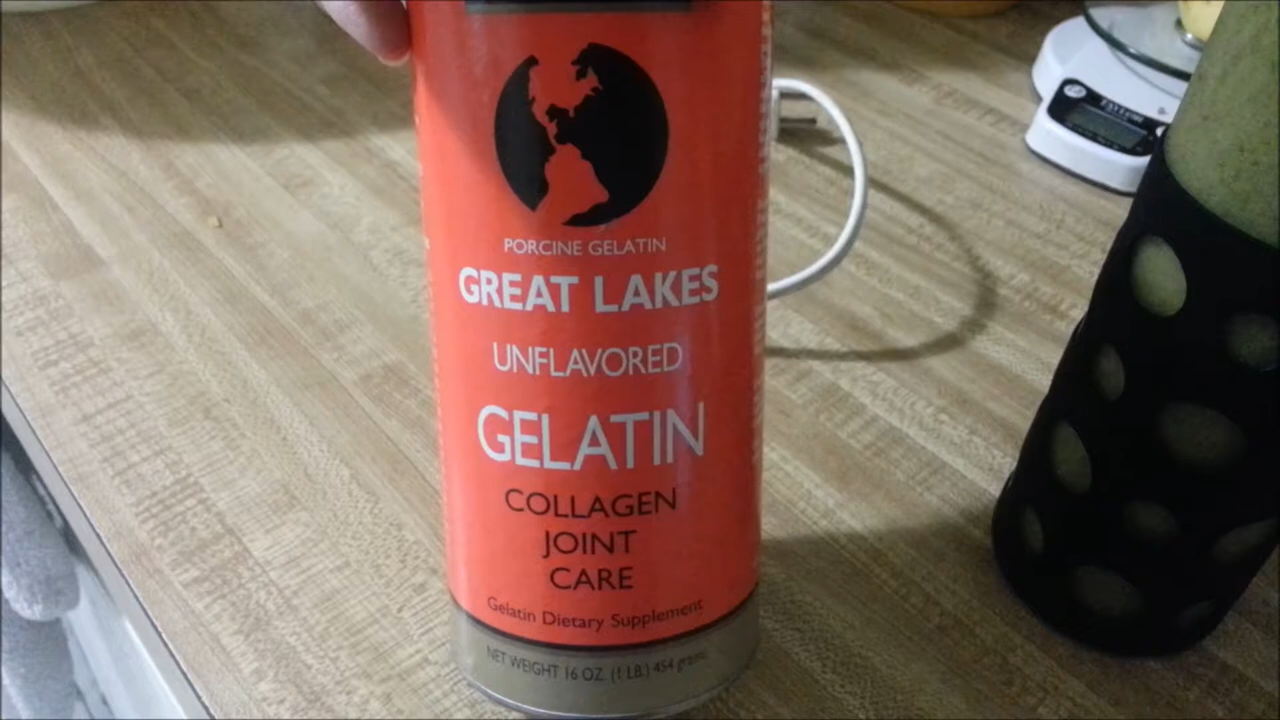 PORCINE GELATIN
GREAT LAKES
UNFLAVORED
GELATIN
COLLAGEN
JOINT
CARE
Gelatin Dietary Supplement
NET WEIGHT 16 OZ. (1 LB.) 454 grams
TAYLOR